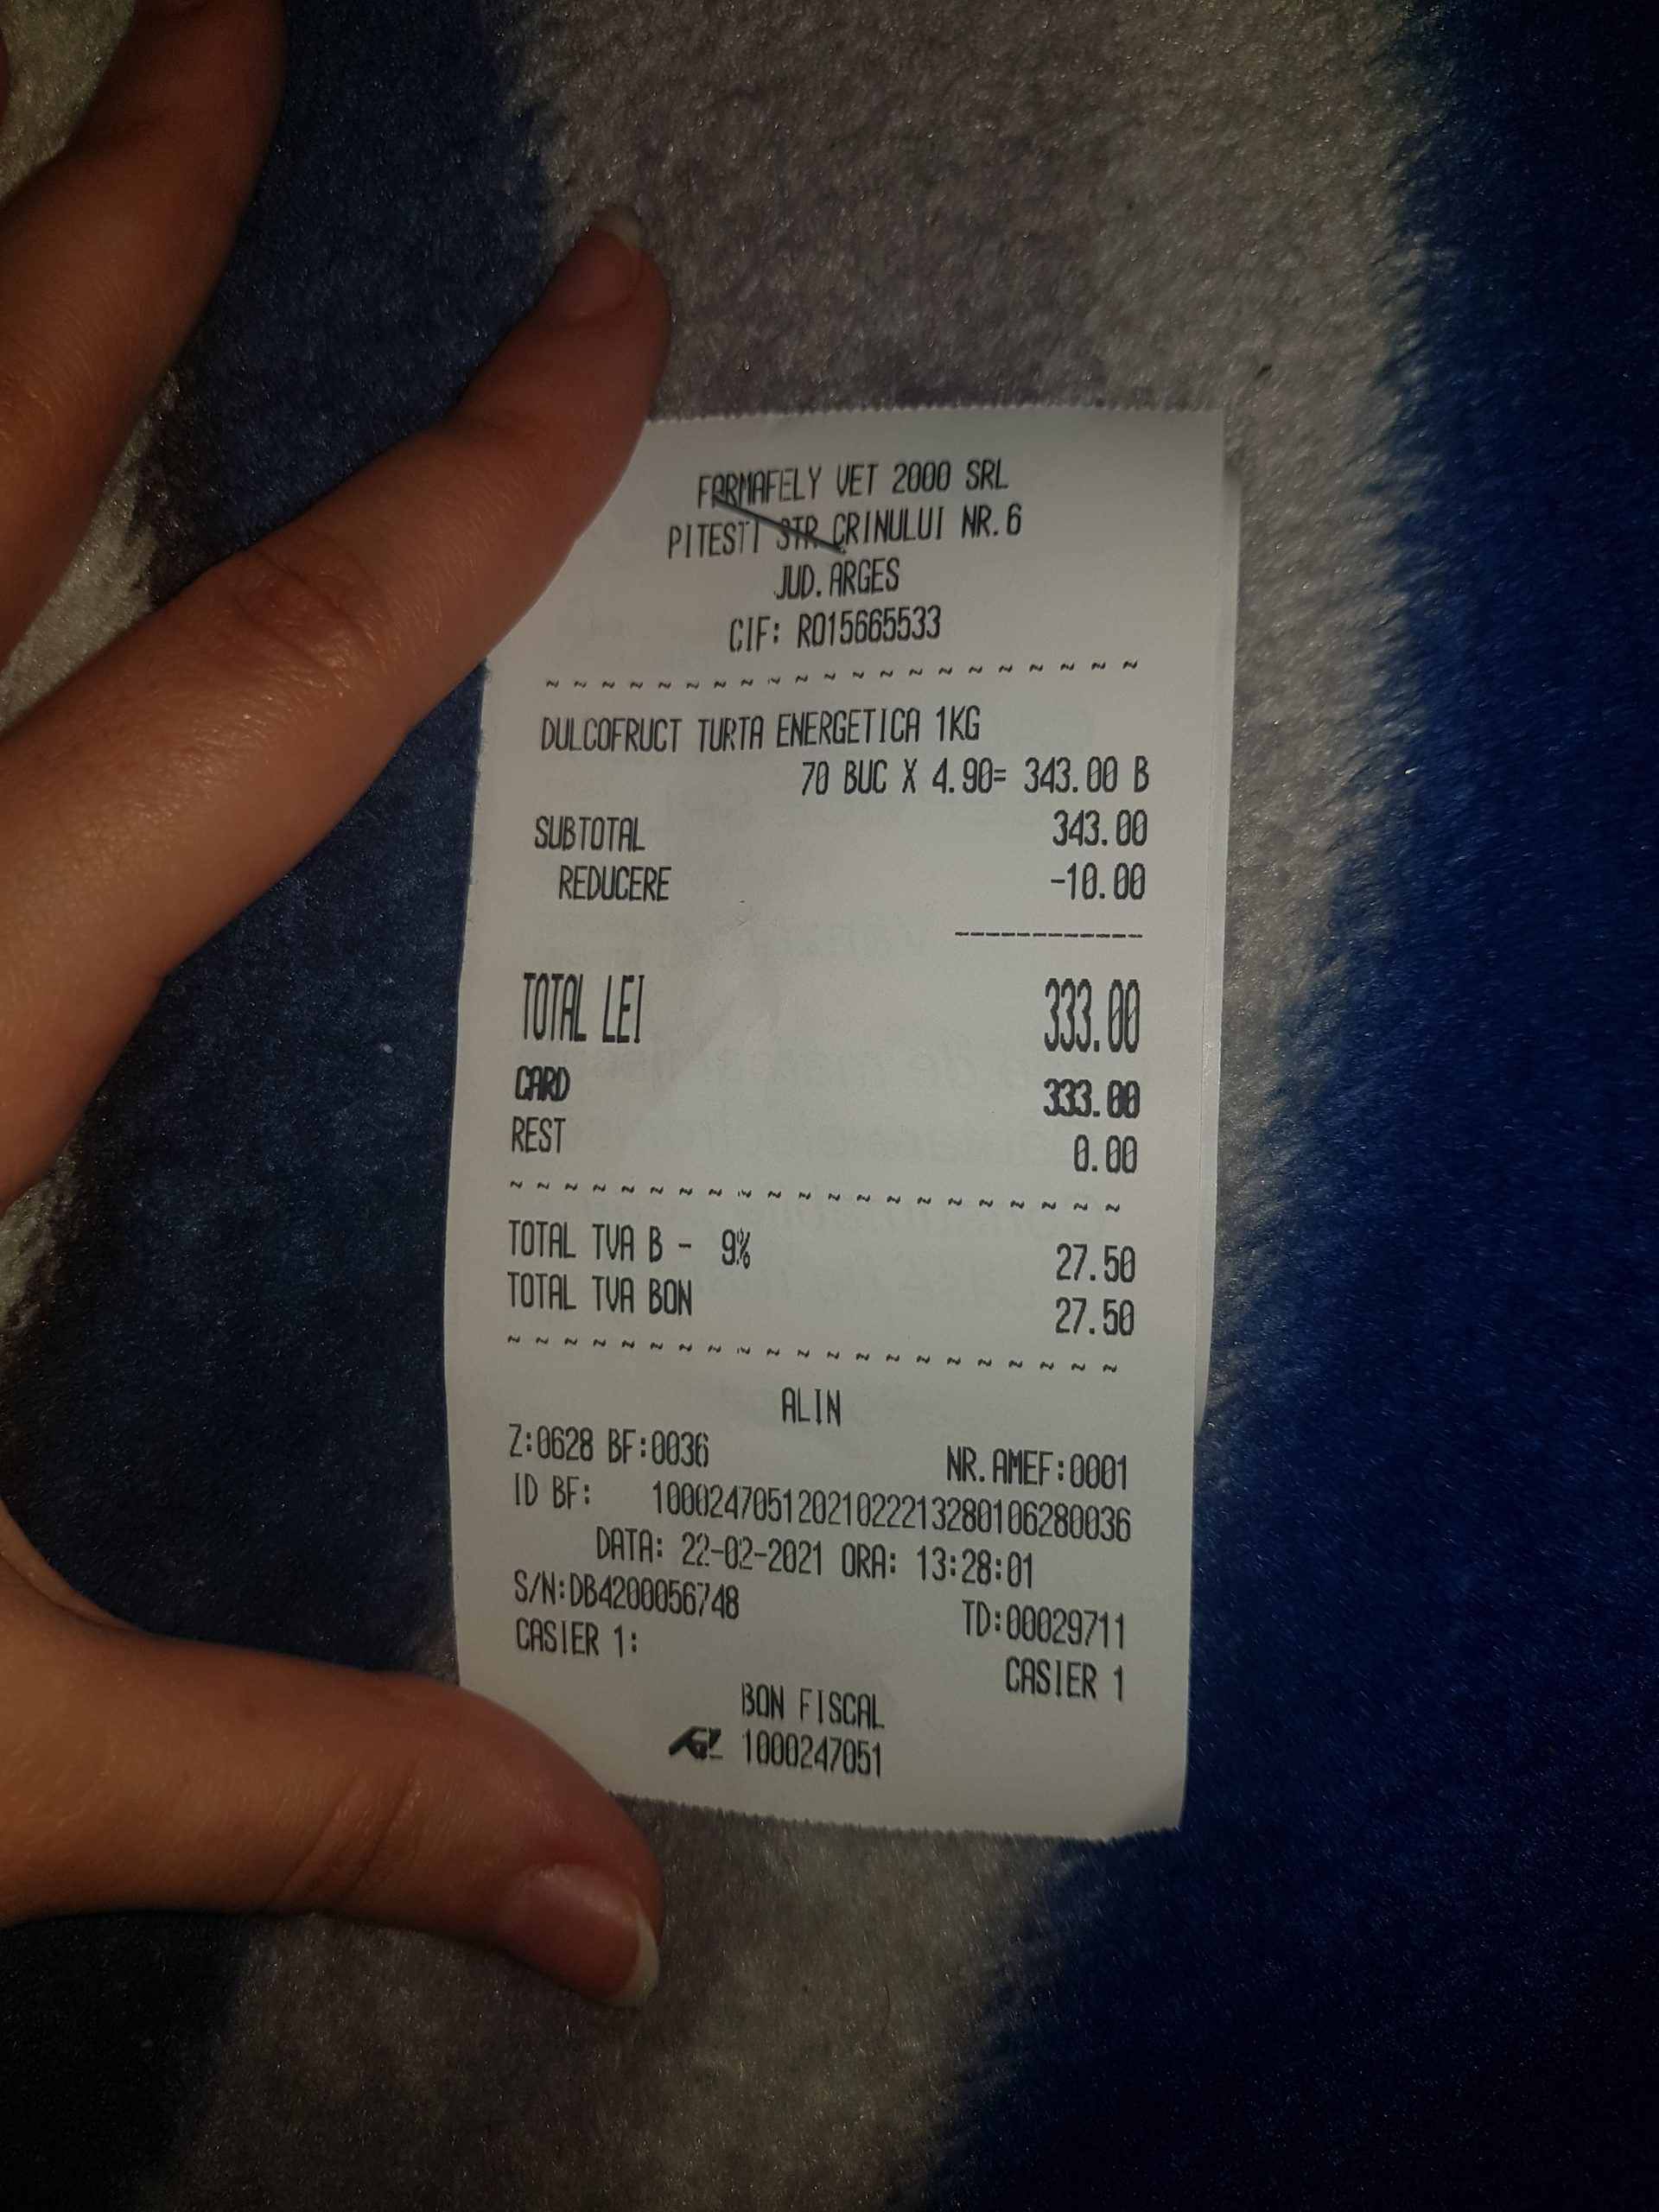 FARMAFELY VET 2000 SRL
PITESTI STR.CRINULUI NR.6
JUD.ARGES
CIF: RO15665533
~ ~ ~ ~ ~ ~ ~ ~ ~ ~ ~ ~ ~ ~ ~ ~ ~ ~ ~ ~ ~
DULCOFRUCT TURTA ENERGETICA 1KG
70 BUC X 4.90= 343.00 B
SUBTOTAL 343.00
REDUCERE -10.00
------------
TOTAL LEI 333.00
CARD 333.00
REST 0.00
~ ~ ~ ~ ~ ~ ~ ~ ~ ~ ~ ~ ~ ~ ~ ~ ~ ~ ~ ~ ~
TOTAL TVA B - 9% 27.50
TOTAL TVA BON 27.50
~ ~ ~ ~ ~ ~ ~ ~ ~ ~ ~ ~ ~ ~ ~ ~ ~ ~ ~ ~ ~
ALIN
Z:0628 BF:0036 NR.AMEF:0001
ID BF: 10002470512021022213280106280036
DATA: 22-02-2021 ORA: 13:28:01
S/N:DB4200056748 TD:00029711
CASIER 1: CASIER 1
BON FISCAL
1000247051